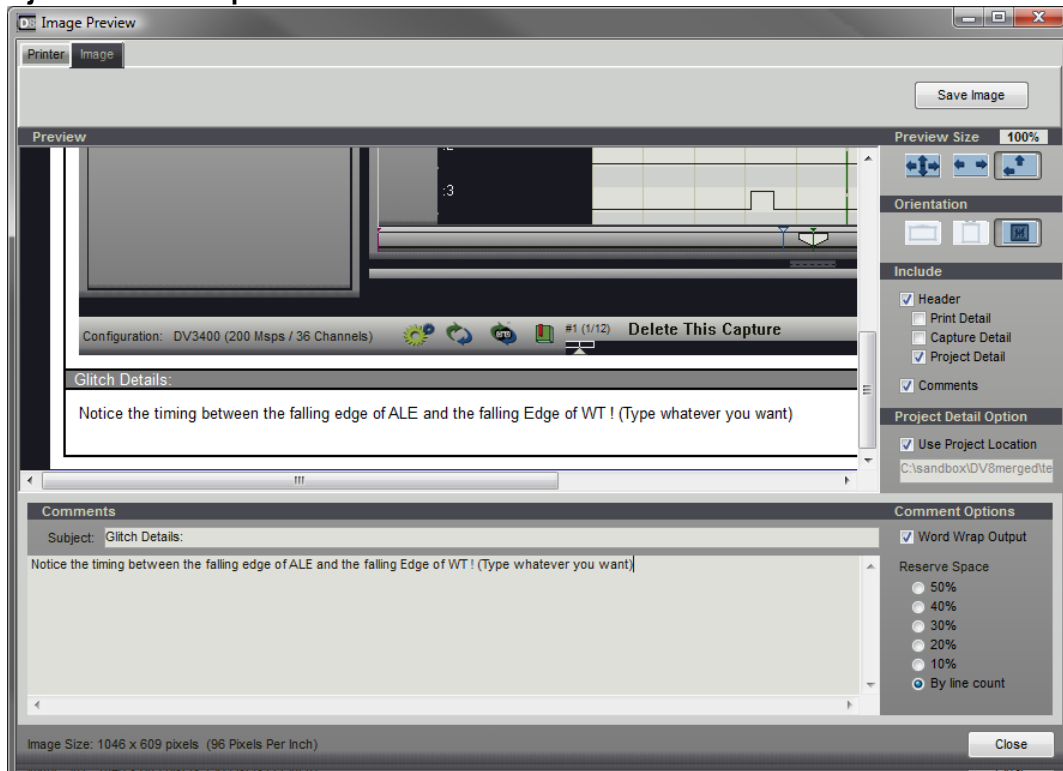 D8 Image Preview
Printer Image
Save Image
Preview
Preview Size 100%
:3
Orientation
Include
Header
Print Detail
Capture Detail
Project Detail
Comments
Configuration: DV3400 (200 Msps / 36 Channels)
#1 (1/12) Delete This Capture
Glitch Details:
Notice the timing between the falling edge of ALE and the falling Edge of WT ! (Type whatever you want)
Project Detail Option
Use Project Location
C:\sandbox\DV8merged\te
Comments
Subject: Glitch Details:
Notice the timing between the falling edge of ALE and the falling Edge of WT ! (Type whatever you want)
Comment Options
Word Wrap Output
Reserve Space
50%
40%
30%
20%
10%
By line count
Image Size: 1046 x 609 pixels (96 Pixels Per Inch)
Close